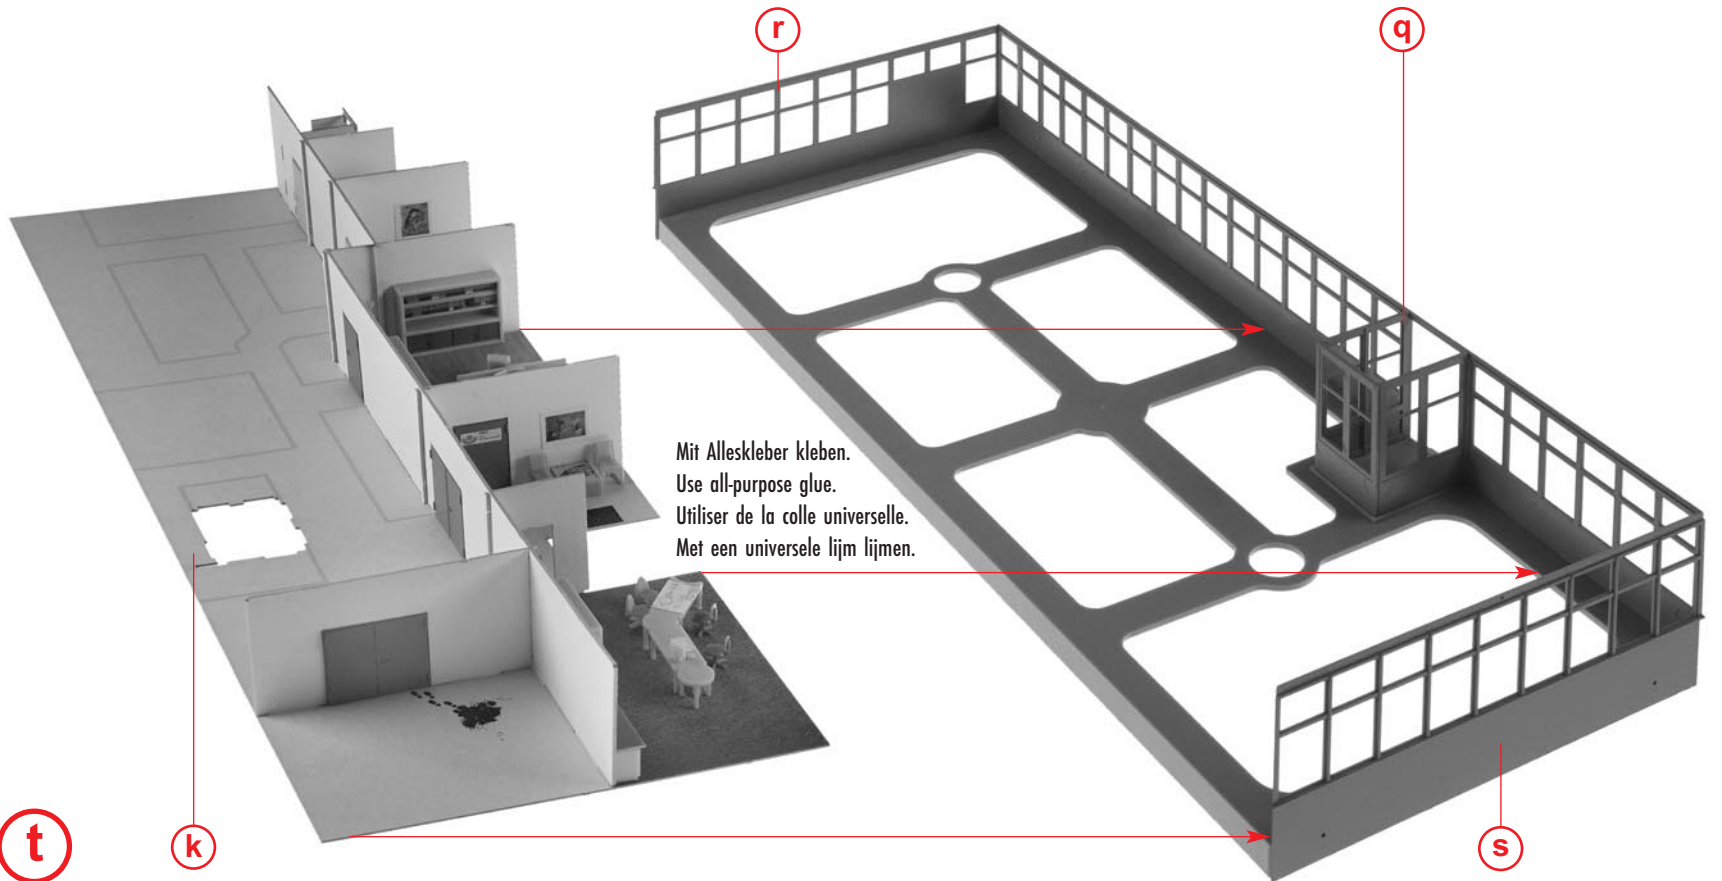 r
q
Mit Alleskleber kleben.
Use all-purpose glue.
Utiliser de la colle universelle.
Met een universele lijm lijmen.
t
k
s